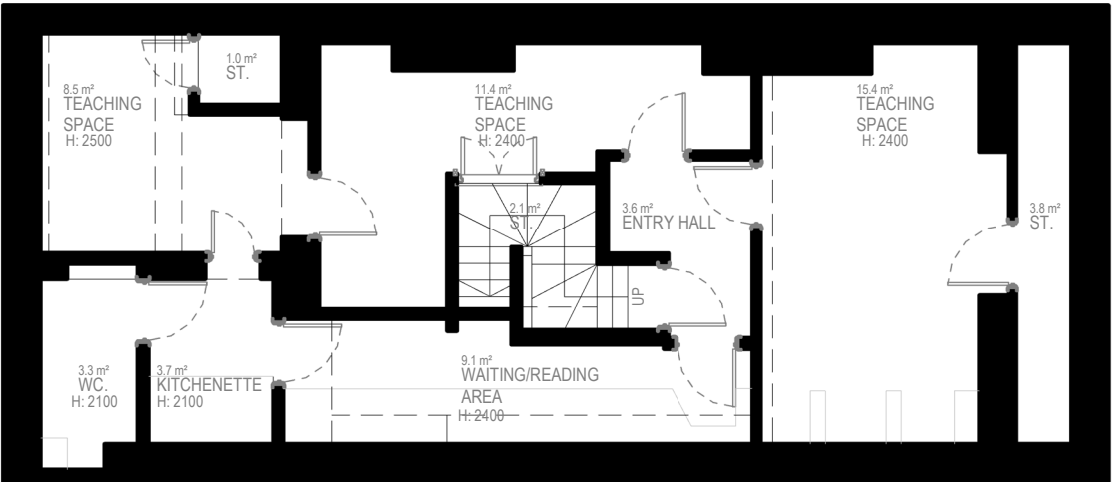 1.0 m²
ST.
8.5 m²
TEACHING
SPACE
H: 2500
11.4 m²
TEACHING
SPACE
H: 2400
15.4 m²
TEACHING
SPACE
H: 2400
2.1 m²
ST.
3.6 m²
ENTRY HALL
3.8 m²
ST.
UP
3.3 m²
WC.
H: 2100
3.7 m²
KITCHENETTE
H: 2100
9.1 m²
WAITING/READING
AREA
H: 2400